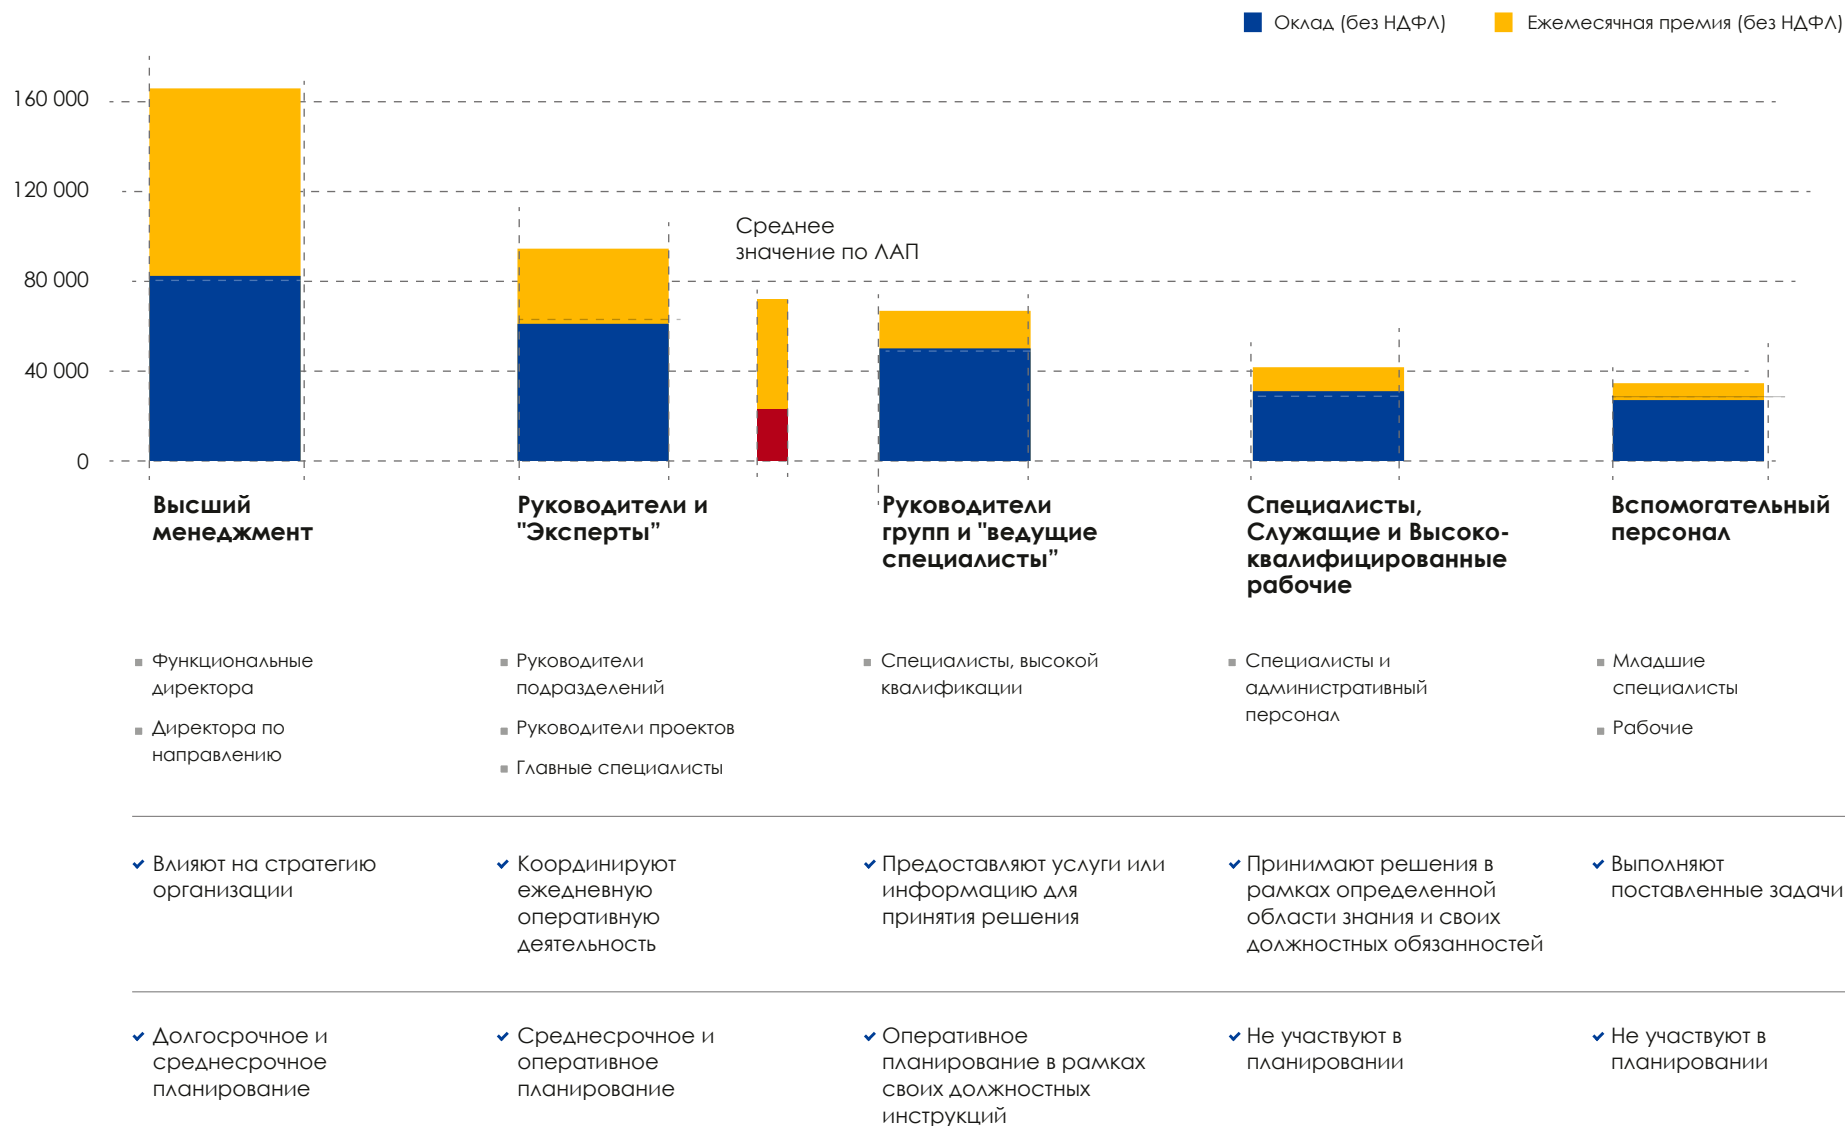 Оклад (без НДФЛ)
Ежемесячная премия (без НДФЛ)
160 000
120 000
80 000
40 000
0
Среднее
значение по ЛАП
Высший
менеджмент
Руководители и
"Эксперты”
Руководители
групп и "ведущие
специалисты”
Специалисты,
Служащие и Высоко-
квалифицированные
рабочие
Вспомогательный
персонал
Функциональные
директора
Директора по
направлению
Руководители
подразделений
Руководители проектов
Главные специалисты
Специалисты, высокой
квалификации
Специалисты и
административный
персонал
Младшие
специалисты
Рабочие
Влияют на стратегию
организации
Координируют
ежедневную
оперативную
деятельность
Предоставляют услуги или
информацию для
принятия решения
Принимают решения в
рамках определенной
области знания и своих
должностных обязанностей
Выполняют
поставленные задачи
Долгосрочное и
среднесрочное
планирование
Среднесрочное и
оперативное
планирование
Оперативное
планирование в рамках
своих должностных
инструкций
Не участвуют в
планировании
Не участвуют в
планировании